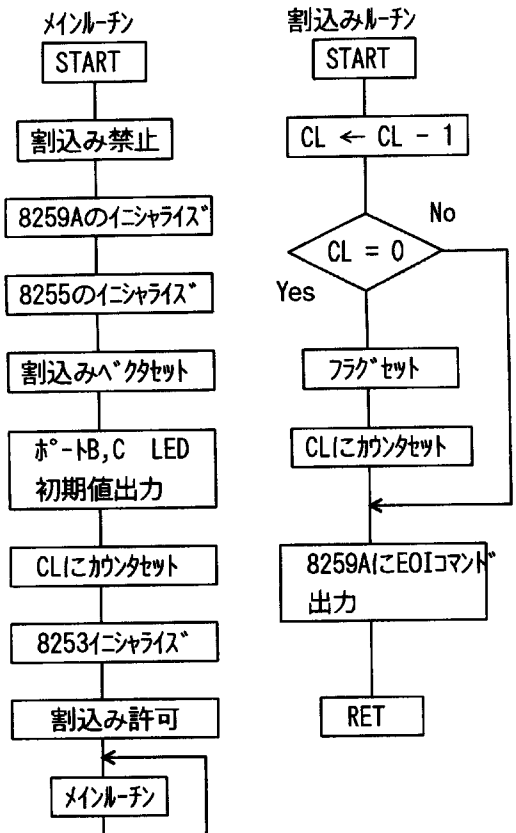 メインルーチン
START
割込み禁止
8259Aのイニシャライズ
8255のイニシャライズ
割込みベクタセット
ポートB,C LED
初期値出力
CLにカウンタセット
8253イニシャライズ
割込み許可
メインルーチン
割込みルーチン
START
CL ← CL - 1
CL = 0
No
Yes
フラグセット
CLにカウンタセット
8259AにEOIコマンド
出力
RET